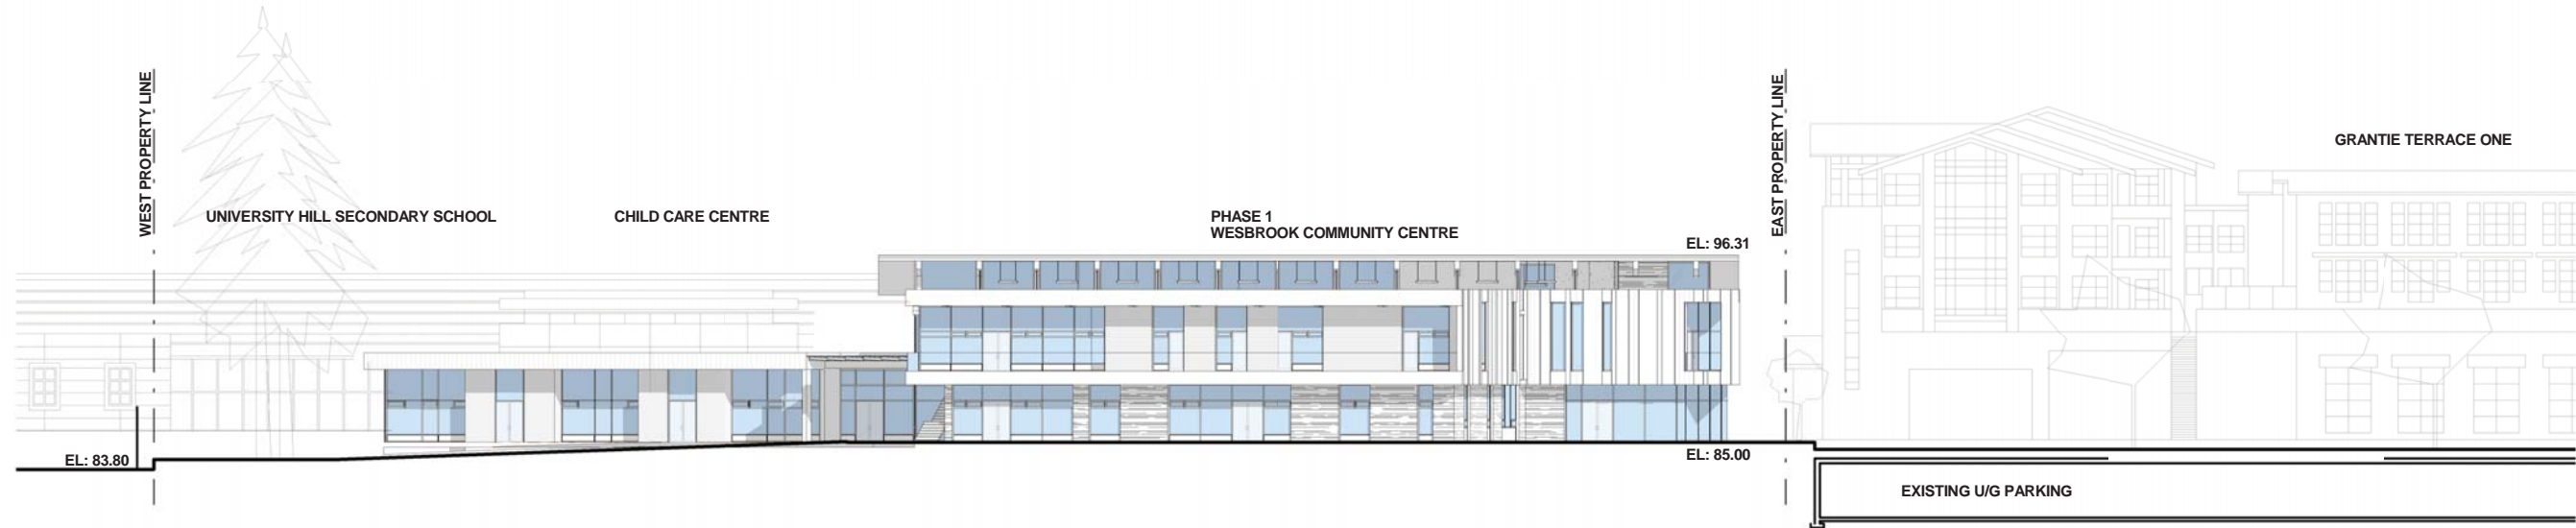 WEST PROPERTY LINE
UNIVERSITY HILL SECONDARY SCHOOL
CHILD CARE CENTRE
PHASE 1
WESBROOK COMMUNITY CENTRE
EL: 96.31
EAST PROPERTY LINE
GRANTIE TERRACE ONE
EL: 83.80
EL: 85.00
EXISTING U/G PARKING